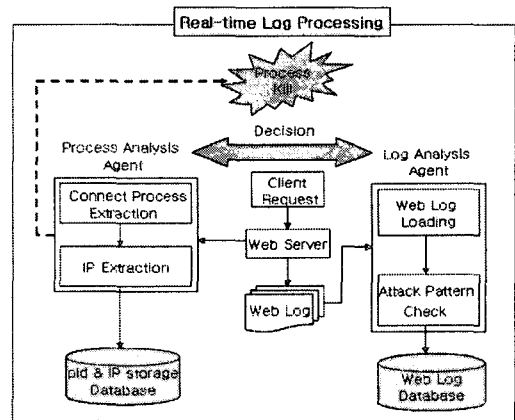 Real-time Log Processing
Process
Kill
Decision
Process Analysis
Agent
Log Analysis
Agent
Client
Request
Connect Process
Extraction
Web Log
Loading
Web Server
IP Extraction
Web Log
Attack Pattern
Check
pid & IP storage
Database
Web Log
Database